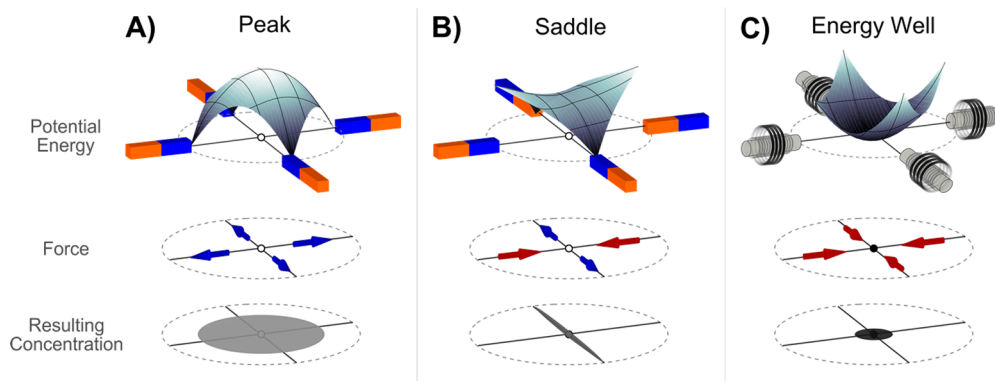 A)
Peak
B)
Saddle
C)
Energy Well
Potential
Energy
Force
Resulting
Concentration